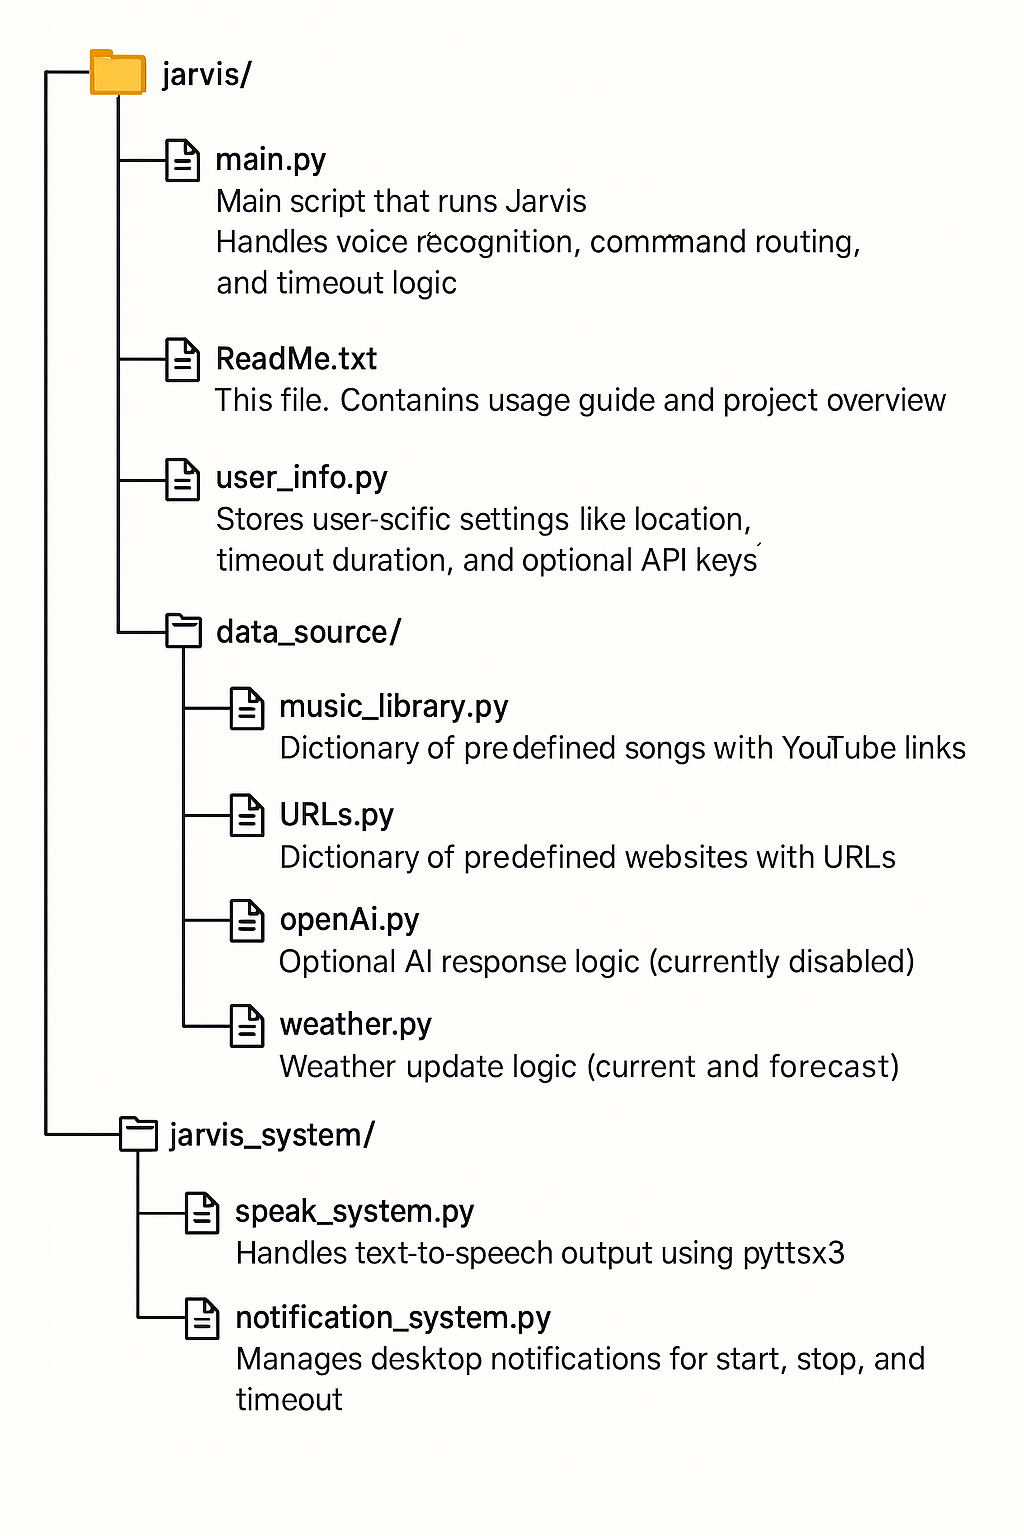 jarvis/
main.py
Main script that runs Jarvis
Handles voice recognition, commmand routing,
and timeout logic
ReadMe.txt
This file. Contanins usage guide and project overview
user_info.py
Stores user-scific settings like location,
timeout duration, and optional API keys
data_source/
music_library.py
Dictionary of predefined songs with YouTube links
URLs.py
Dictionary of predefined websites with URLs
openAi.py
Optional AI response logic (currently disabled)
weather.py
Weather update logic (current and forecast)
jarvis_system/
speak_system.py
Handles text-to-speech output using pyttsx3
notification_system.py
Manages desktop notifications for start, stop, and
timeout